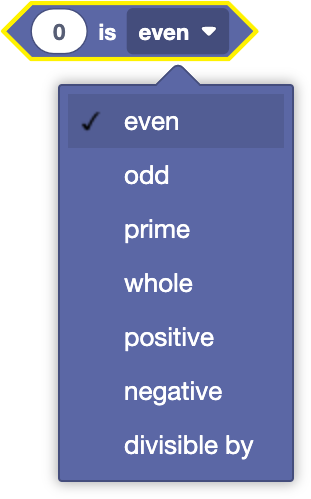 0 is even
even
odd
prime
whole
positive
negative
divisible by